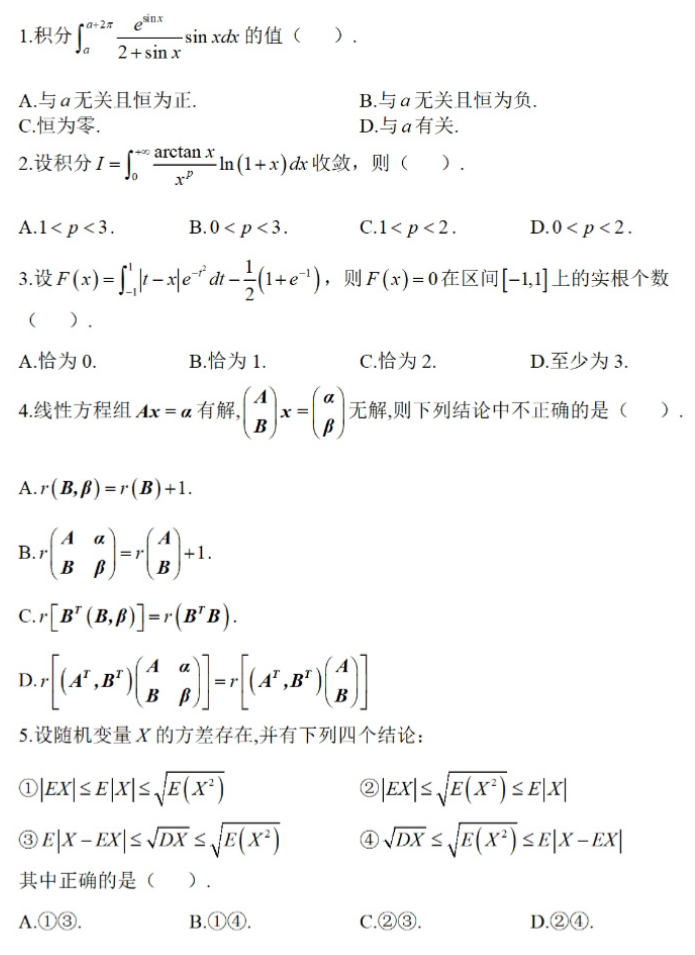 1.积分 $\int_{a}^{a+2\pi} \frac{e^{\sin x}}{2+\sin x} \sin x dx$ 的值（ ）.
A.与 a 无关且恒为正. B.与 a 无关且恒为负.
C.恒为零. D.与 a 有关.
2.设积分 $I=\int_{0}^{+\infty} \frac{\arctan x}{x^{p}} \ln(1+x) dx$ 收敛，则（ ）.
A.$1<p<3$. B.$0<p<3$. C.$1<p<2$. D.$0<p<2$.
3.设 $F(x)=\int_{-1}^{1} |t-x| e^{-t^{2}} dt-\frac{1}{2}(1+e^{-1})$，则 $F(x)=0$ 在区间 $[-1,1]$ 上的实根个数
（ ）.
A.恰为 0. B.恰为 1. C.恰为 2. D.至少为 3.
4.线性方程组 $\boldsymbol{Ax}=\boldsymbol{\alpha}$ 有解,$\begin{pmatrix} \boldsymbol{A} \\ \boldsymbol{B} \end{pmatrix} \boldsymbol{x}=\begin{pmatrix} \boldsymbol{\alpha} \\ \boldsymbol{\beta} \end{pmatrix}$ 无解,则下列结论中不正确的是（ ）.
A.$r(\boldsymbol{B},\boldsymbol{\beta})=r(\boldsymbol{B})+1$.
B.$r\begin{pmatrix} \boldsymbol{A} & \boldsymbol{\alpha} \\ \boldsymbol{B} & \boldsymbol{\beta} \end{pmatrix}=r\begin{pmatrix} \boldsymbol{A} \\ \boldsymbol{B} \end{pmatrix}+1$.
C.$r[\boldsymbol{B}^{T}(\boldsymbol{B},\boldsymbol{\beta})]=r(\boldsymbol{B}^{T}\boldsymbol{B})$.
D.$r\left[(\boldsymbol{A}^{T},\boldsymbol{B}^{T})\begin{pmatrix} \boldsymbol{A} & \boldsymbol{\alpha} \\ \boldsymbol{B} & \boldsymbol{\beta} \end{pmatrix}\right]=r\left[(\boldsymbol{A}^{T},\boldsymbol{B}^{T})\begin{pmatrix} \boldsymbol{A} \\ \boldsymbol{B} \end{pmatrix}\right]$
5.设随机变量 X 的方差存在,并有下列四个结论：
①$|EX| \leq E|X| \leq \sqrt{E(X^{2})}$ ②$|EX| \leq \sqrt{E(X^{2})} \leq E|X|$
③$E|X-EX| \leq \sqrt{DX} \leq \sqrt{E(X^{2})}$ ④$\sqrt{DX} \leq \sqrt{E(X^{2})} \leq E|X-EX|$
其中正确的是（ ）.
A.①③. B.①④. C.②③. D.②④.